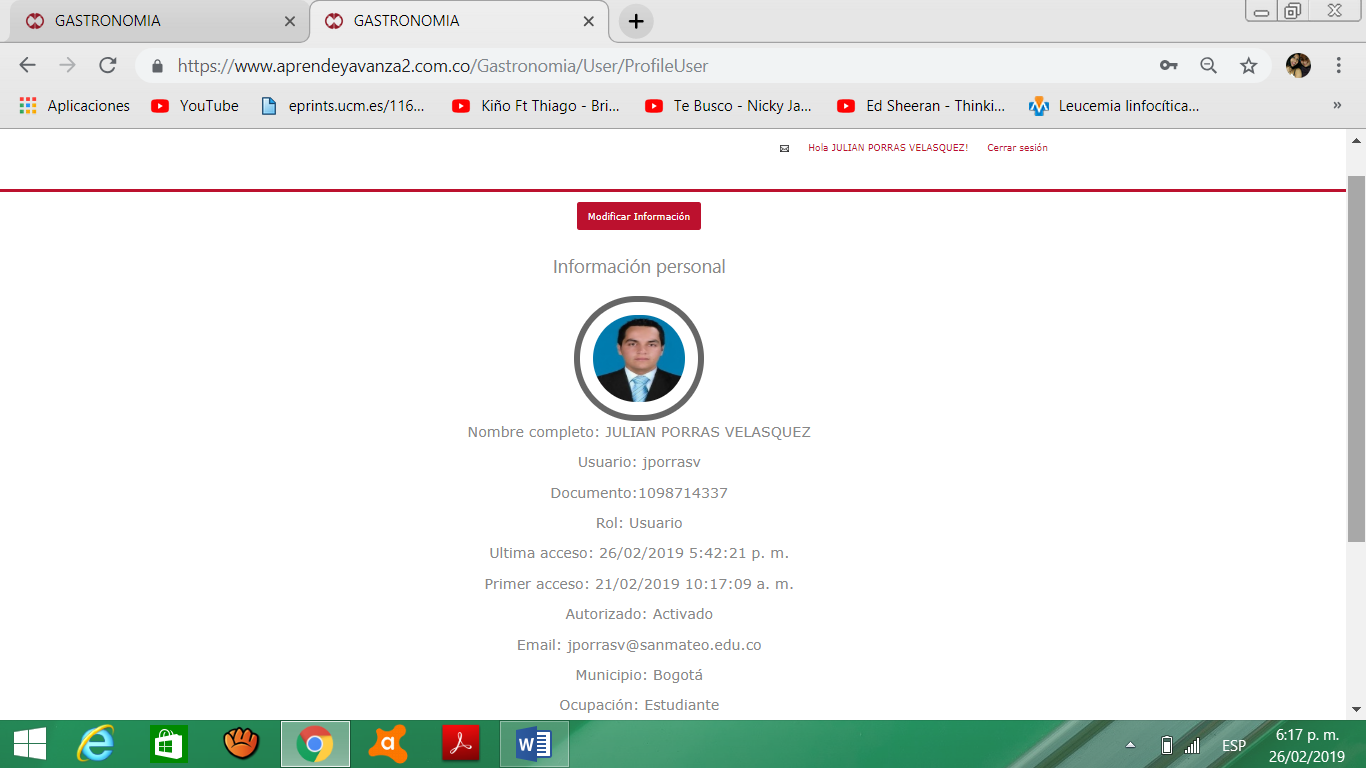 GASTRONOMIA
GASTRONOMIA
https://www.aprendeyavanza2.com.co/Gastronomia/User/ProfileUser
Aplicaciones YouTube eprints.ucm.es/116... Kiño Ft Thiago - Bri... Te Busco - Nicky Ja... Ed Sheeran - Thinki... Leucemia linfocítica... »
Hola JULIAN PORRAS VELASQUEZ! Cerrar sesión
Modificar Información
Información personal
Nombre completo: JULIAN PORRAS VELASQUEZ
Usuario: jporrasv
Documento:1098714337
Rol: Usuario
Ultima acceso: 26/02/2019 5:42:21 p. m.
Primer acceso: 21/02/2019 10:17:09 a. m.
Autorizado: Activado
Email: jporrasv@sanmateo.edu.co
Municipio: Bogotá
Ocupación: Estudiante
ESP
6:17 p. m.
26/02/2019